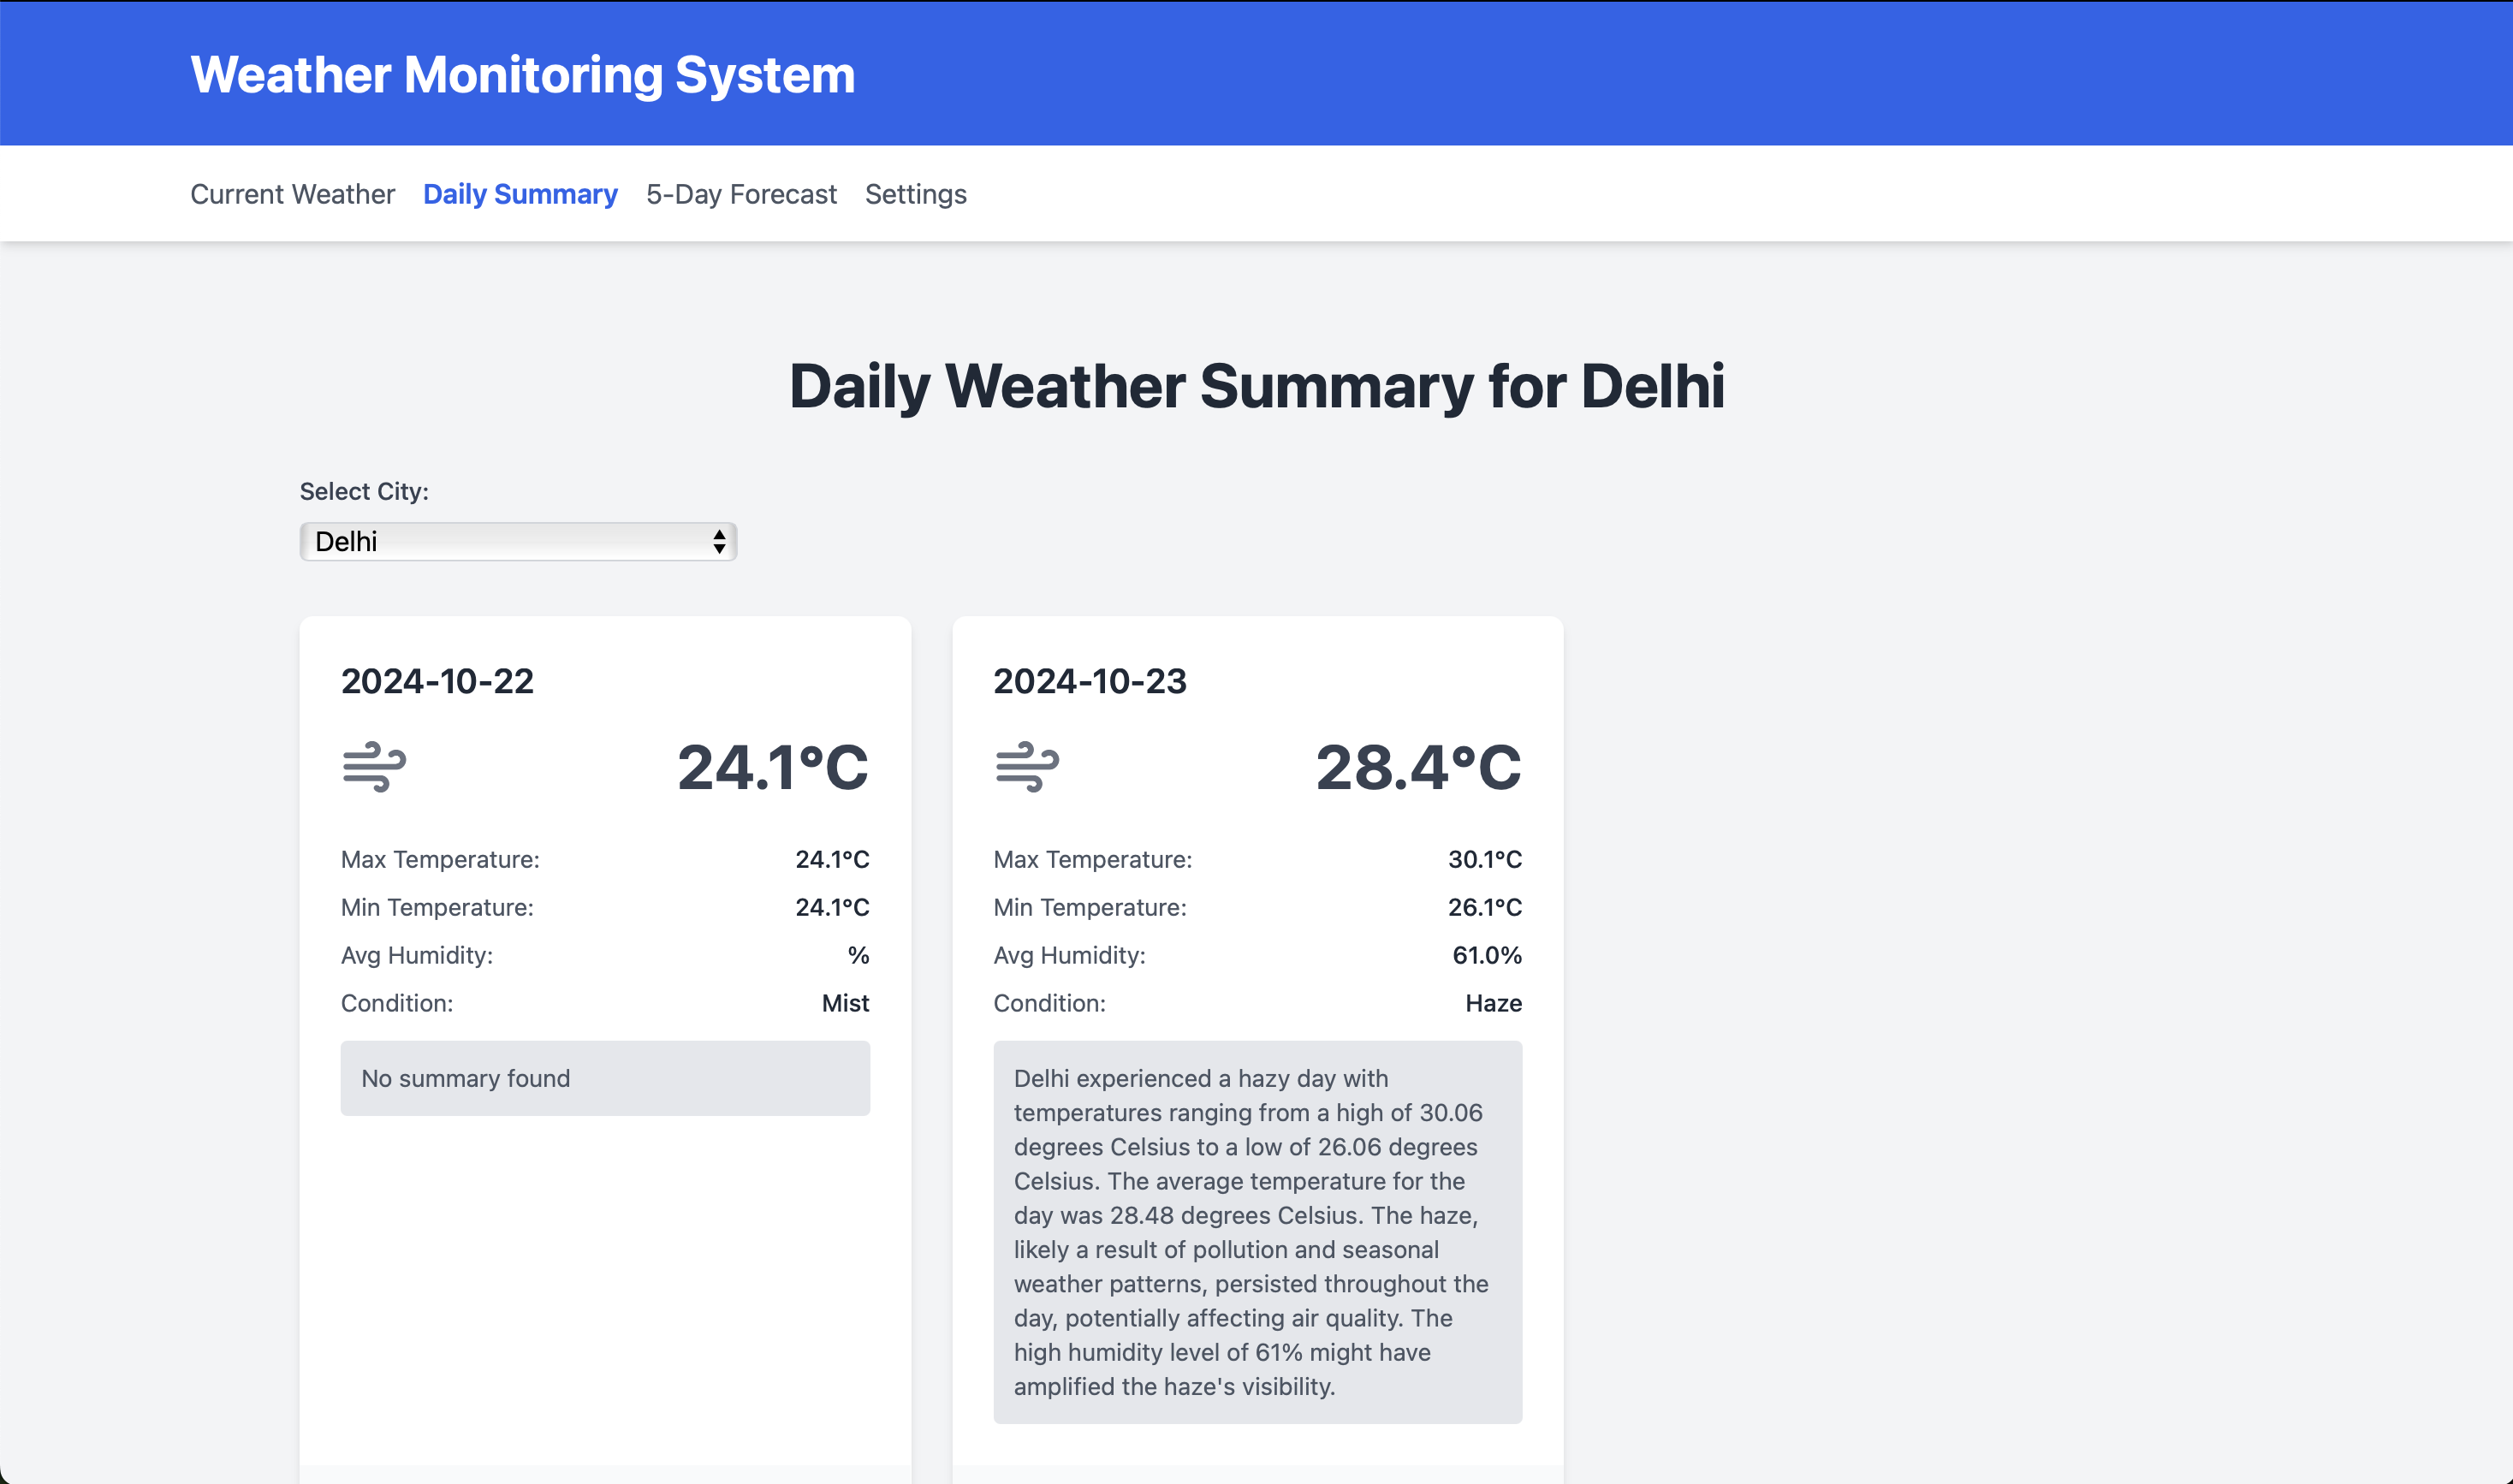 Weather Monitoring System
Current Weather Daily Summary 5-Day Forecast Settings
Daily Weather Summary for Delhi
Select City:
Delhi
2024-10-22
24.1°C
Max Temperature: 24.1°C
Min Temperature: 24.1°C
Avg Humidity: %
Condition: Mist
No summary found
2024-10-23
28.4°C
Max Temperature: 30.1°C
Min Temperature: 26.1°C
Avg Humidity: 61.0%
Condition: Haze
Delhi experienced a hazy day with
temperatures ranging from a high of 30.06
degrees Celsius to a low of 26.06 degrees
Celsius. The average temperature for the
day was 28.48 degrees Celsius. The haze,
likely a result of pollution and seasonal
weather patterns, persisted throughout the
day, potentially affecting air quality. The
high humidity level of 61% might have
amplified the haze's visibility.